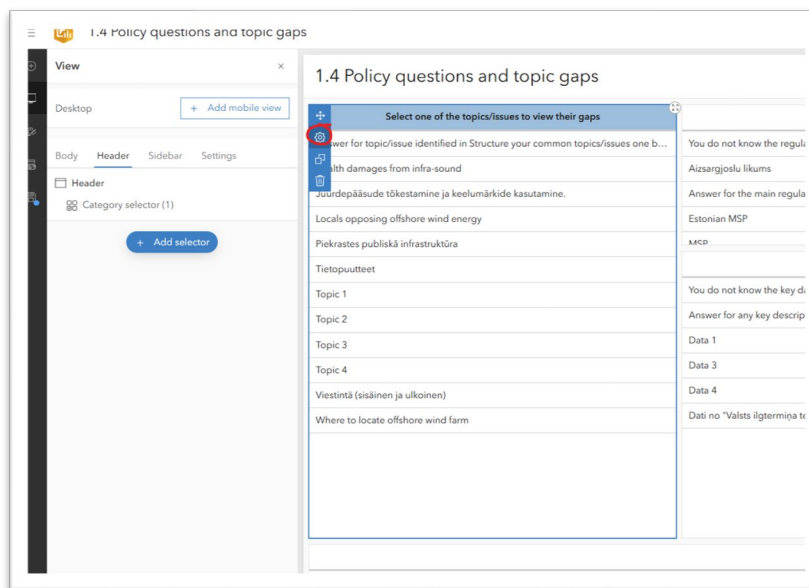 1.4 Policy questions and topic gaps
View
Desktop
+ Add mobile view
Body Header Sidebar Settings
Header
Category selector (1)
+ Add selector
1.4 Policy questions and topic gaps
Select one of the topics/issues to view their gaps
wer for topic/issue identified in Structure your common topics/issues one b...
lth damages from infra-sound
Juurdepääsude tõkestamine ja keelumärkide kasutamine.
Locals opposing offshore wind energy
Piekrastes publiskā infrastruktūra
Tietopuutteet
Topic 1
Topic 2
Topic 3
Topic 4
Viestintä (sisäinen ja ulkoinen)
Where to locate offshore wind farm
You do not know the regula
Aizsargjoslu likums
Answer for the main regula
Estonian MSP
MSP
You do not know the key da
Answer for any key descrip
Data 1
Data 3
Data 4
Dati no "Valsts ilgtermiņa te